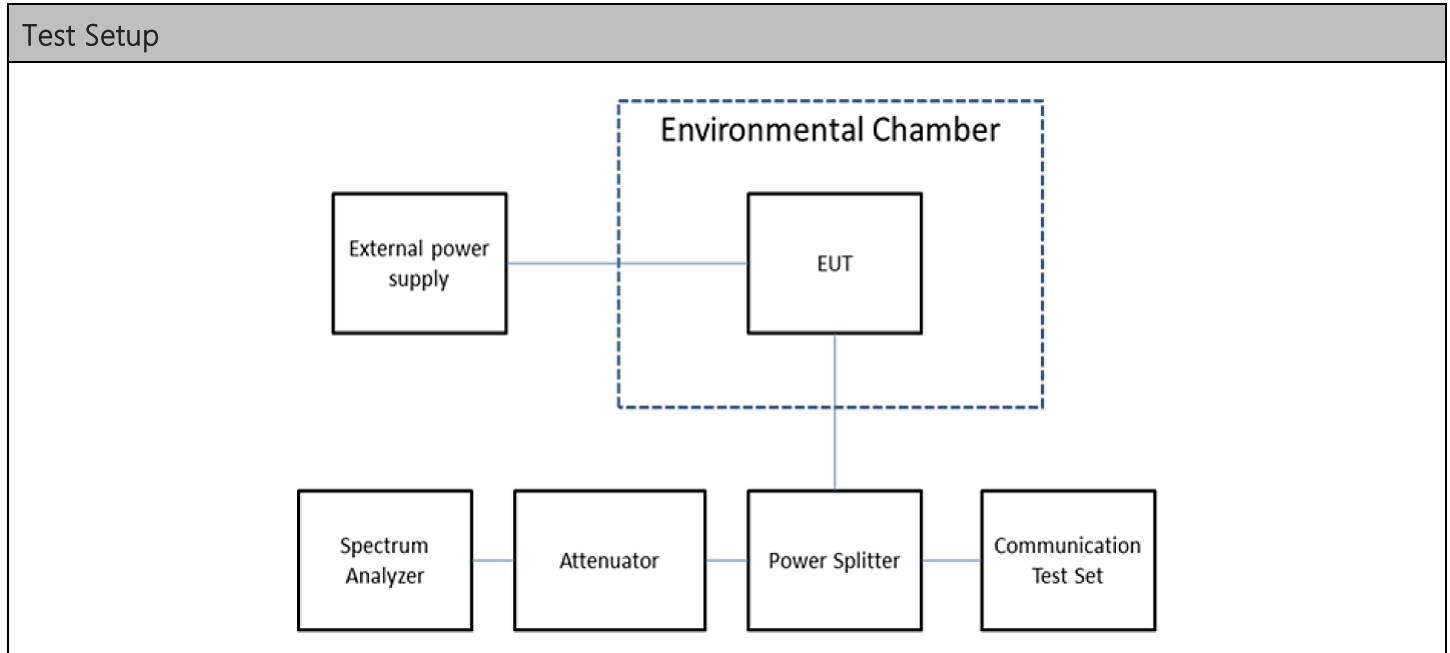 Test Setup
Environmental Chamber
External power
supply
EUT
Spectrum
Analyzer
Attenuator
Power Splitter
Communication
Test Set